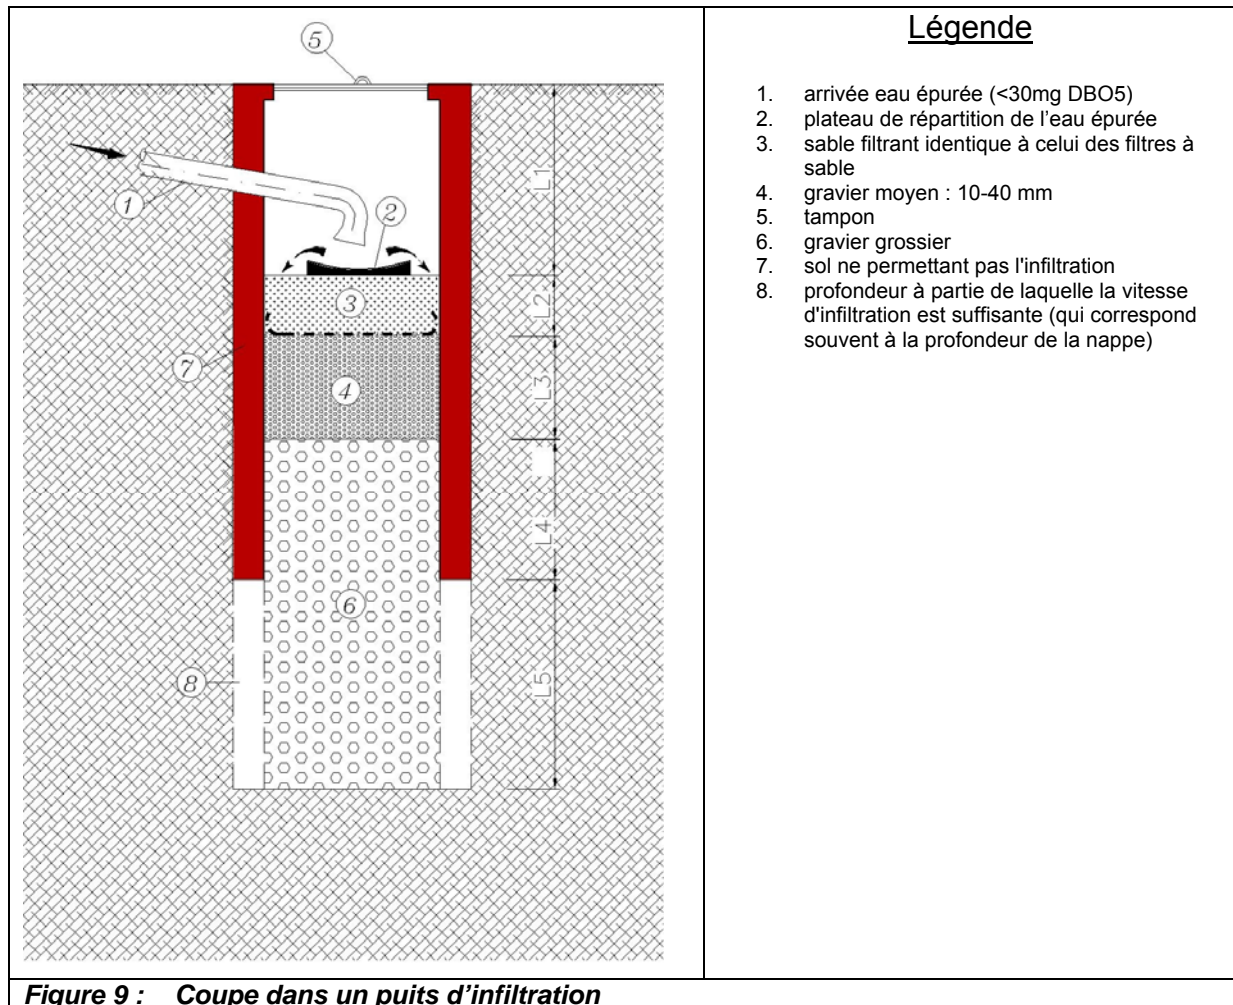 5
1
2
3
7
4
6
8
L1
L2
L3
L4
L5
Légende
1. arrivée eau épurée (<30mg DBO5)
2. plateau de répartition de l'eau épurée
3. sable filtrant identique à celui des filtres à
sable
4. gravier moyen : 10-40 mm
5. tampon
6. gravier grossier
7. sol ne permettant pas l'infiltration
8. profondeur à partie de laquelle la vitesse
d'infiltration est suffisante (qui correspond
souvent à la profondeur de la nappe)
Figure 9 : Coupe dans un puits d'infiltration